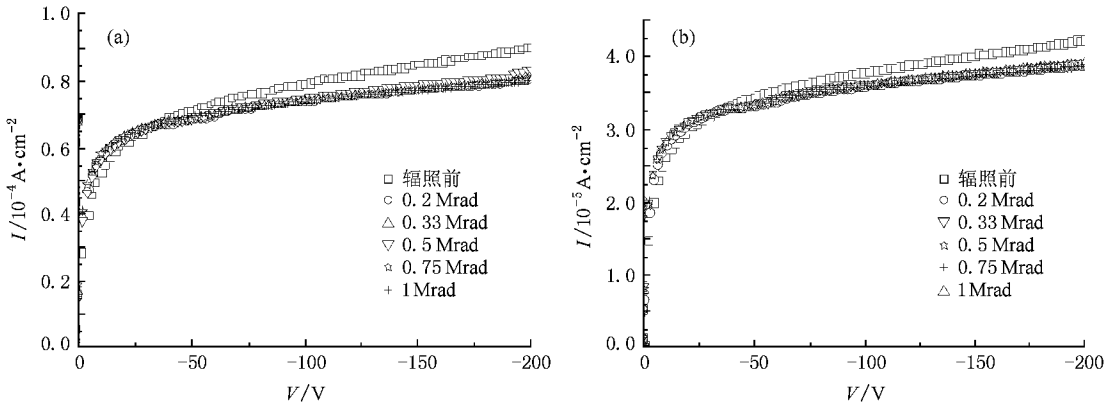 (a)
I/10⁻⁴ A·cm⁻²
1.0
0.8
0.6
0.4
0.2
0.0
□ 辐照前
○ 0.2 Mrad
△ 0.33 Mrad
▽ 0.5 Mrad
☆ 0.75 Mrad
+ 1 Mrad
0 -50 -100 -150 -200
V/V
(b)
I/10⁻⁵ A·cm⁻²
4.0
3.0
2.0
1.0
0.0
□ 辐照前
○ 0.2 Mrad
▽ 0.33 Mrad
☆ 0.5 Mrad
+ 0.75 Mrad
△ 1 Mrad
0 -50 -100 -150 -200
V/V